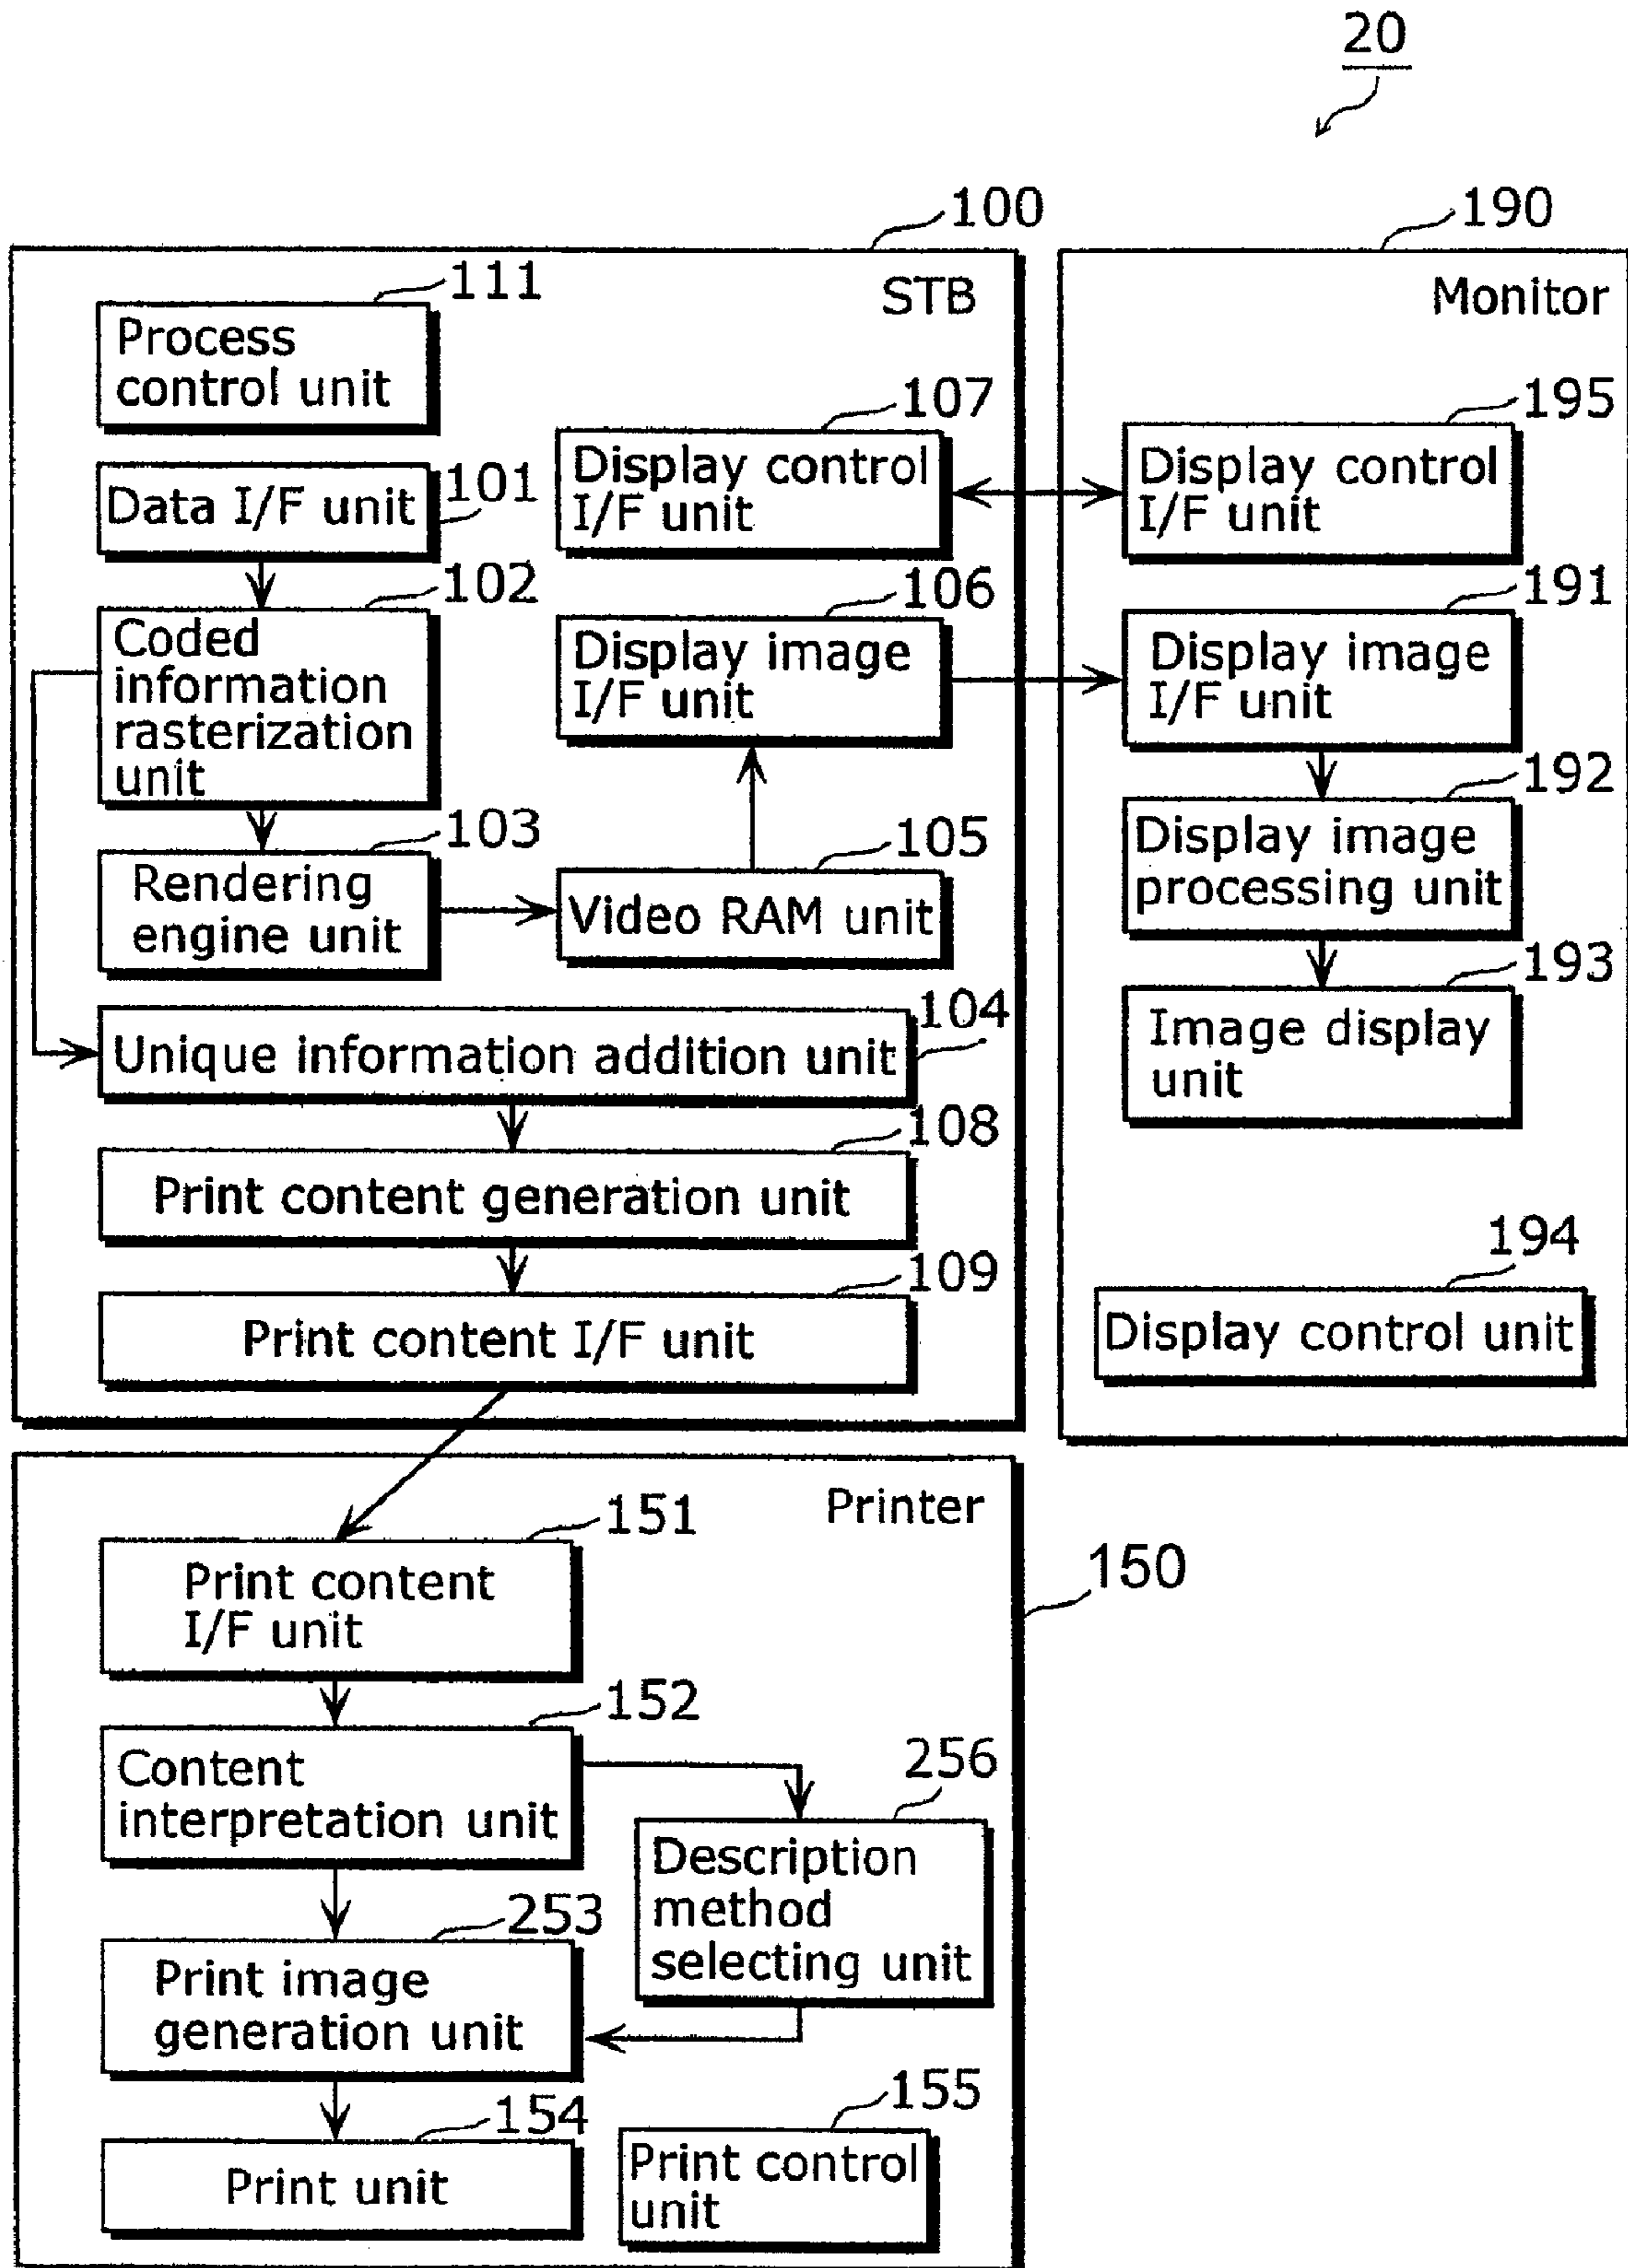 20
100
STB
111
Process
control unit
101
Data I/F unit
102
Coded
information
rasterization
unit
103
Rendering
engine unit
107
Display control
I/F unit
106
Display image
I/F unit
105
Video RAM unit
104
Unique information addition unit
108
Print content generation unit
109
Print content I/F unit
190
Monitor
195
Display control
I/F unit
191
Display image
I/F unit
192
Display image
processing unit
193
Image display
unit
194
Display control unit
Printer
150
151
Print content
I/F unit
152
Content
interpretation unit
256
Description
method
selecting unit
253
Print image
generation unit
154
Print unit
155
Print control
unit